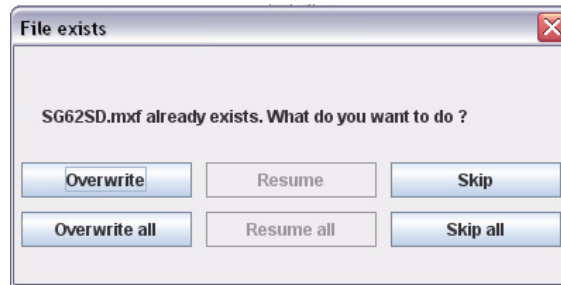 File exists
SG62SD.mxf already exists. What do you want to do ?
Overwrite Resume Skip
Overwrite all Resume all Skip all